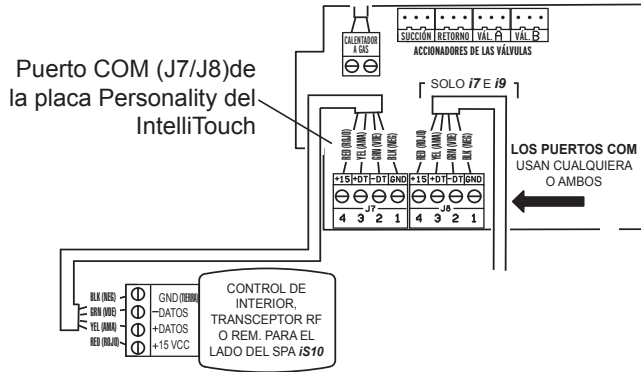 CALENTADOR
A GAS
SUCCIÓN RETORNO VÁL. A VÁL. B
ACCIONADORES DE LAS VÁLVULAS
Puerto COM (J7/J8)de
la placa Personality del
IntelliTouch
SOLO i7 E i9
RED (ROJO) YEL (AMA) GRN (VDE) BLK (NEG)
RED (ROJO) YEL (AMA) GRN (VDE) BLK (NEG)
LOS PUERTOS COM
USAN CUALQUIERA
O AMBOS
+15 +DT -DT GND +15 +DT -DT GND
J7 J8
4 3 2 1 4 3 2 1
BLK (NEG) GND (TIERRA)
GRN (VDE) -DATOS
YEL (AMA) +DATOS
RED (ROJO) +15 VCC
CONTROL DE
INTERIOR,
TRANSCEPTOR RF
O REM. PARA EL
LADO DEL SPA iS10